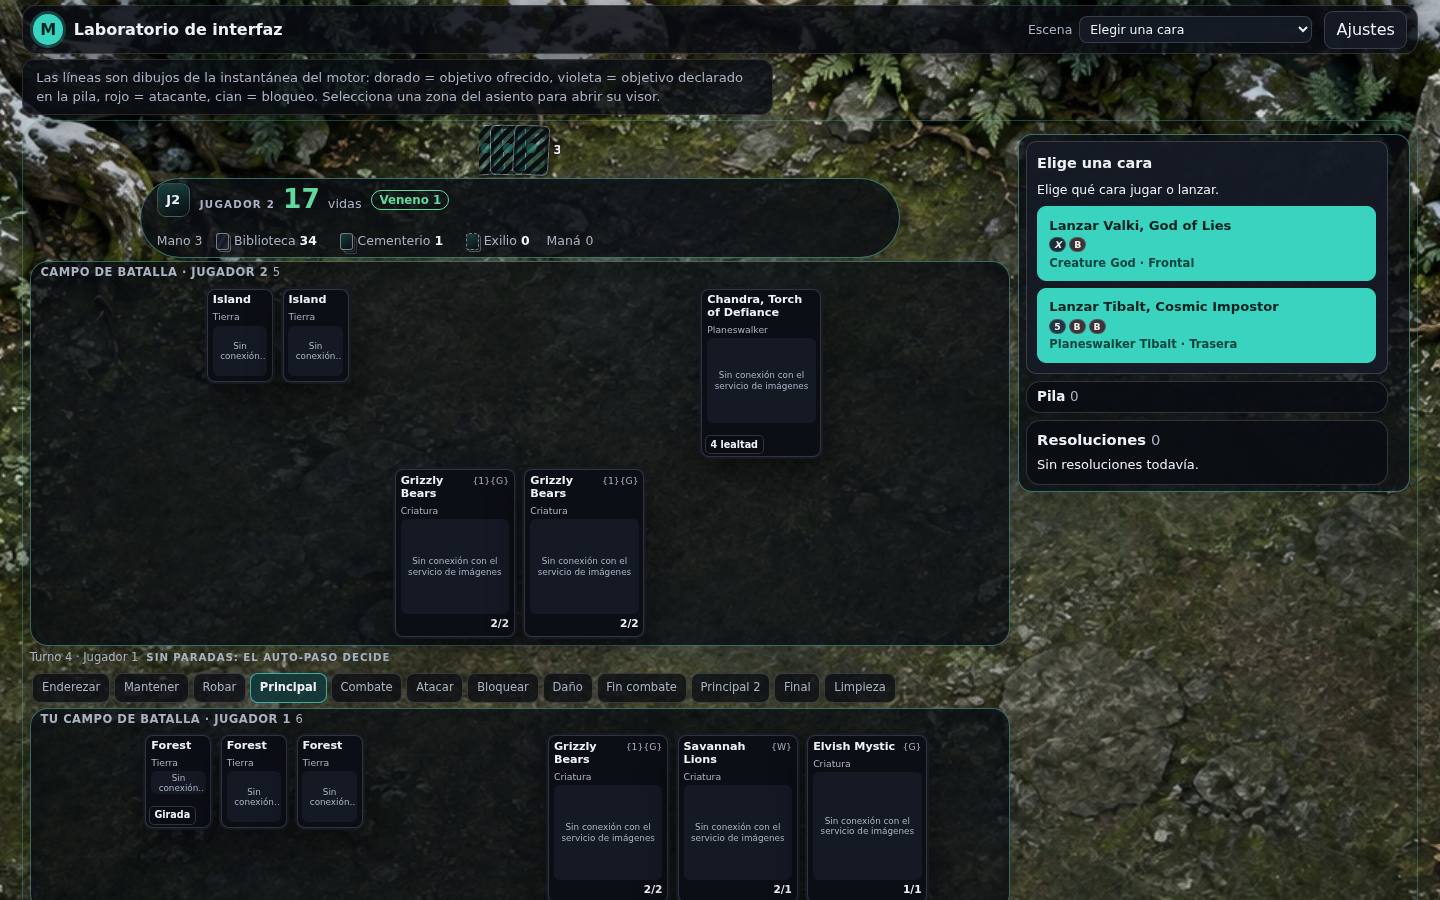 M Laboratorio de interfaz
Escena Elegir una cara Ajustes
Las líneas son dibujos de la instantánea del motor: dorado = objetivo ofrecido, violeta = objetivo declarado
en la pila, rojo = atacante, cian = bloqueo. Selecciona una zona del asiento para abrir su visor.
3
J2 JUGADOR 2 17 vidas Veneno 1
Mano 3 Biblioteca 34 Cementerio 1 Exilio 0 Maná 0
CAMPO DE BATALLA · JUGADOR 2 5
Island
Tierra
Sin
conexión..
Island
Tierra
Sin
conexión..
Chandra, Torch
of Defiance
Planeswalker
Sin conexión con el
servicio de imágenes
4 lealtad
Grizzly {1}{G}
Bears
Criatura
Sin conexión con el
servicio de imágenes
2/2
Grizzly {1}{G}
Bears
Criatura
Sin conexión con el
servicio de imágenes
2/2
Turno 4 · Jugador 1 SIN PARADAS: EL AUTO-PASO DECIDE
Enderezar Mantener Robar Principal Combate Atacar Bloquear Daño Fin combate Principal 2 Final Limpieza
TU CAMPO DE BATALLA · JUGADOR 1 6
Forest
Tierra
Sin
conexión..
Girada
Forest
Tierra
Sin
conexión..
Forest
Tierra
Sin
conexión..
Grizzly {1}{G}
Bears
Criatura
Sin conexión con el
servicio de imágenes
2/2
Savannah {W}
Lions
Criatura
Sin conexión con el
servicio de imágenes
2/1
Elvish Mystic {G}
Criatura
Sin conexión con el
servicio de imágenes
1/1
Elige una cara
Elige qué cara jugar o lanzar.
Lanzar Valki, God of Lies
X B
Creature God · Frontal
Lanzar Tibalt, Cosmic Impostor
5 B B
Planeswalker Tibalt · Trasera
Pila 0
Resoluciones 0
Sin resoluciones todavía.